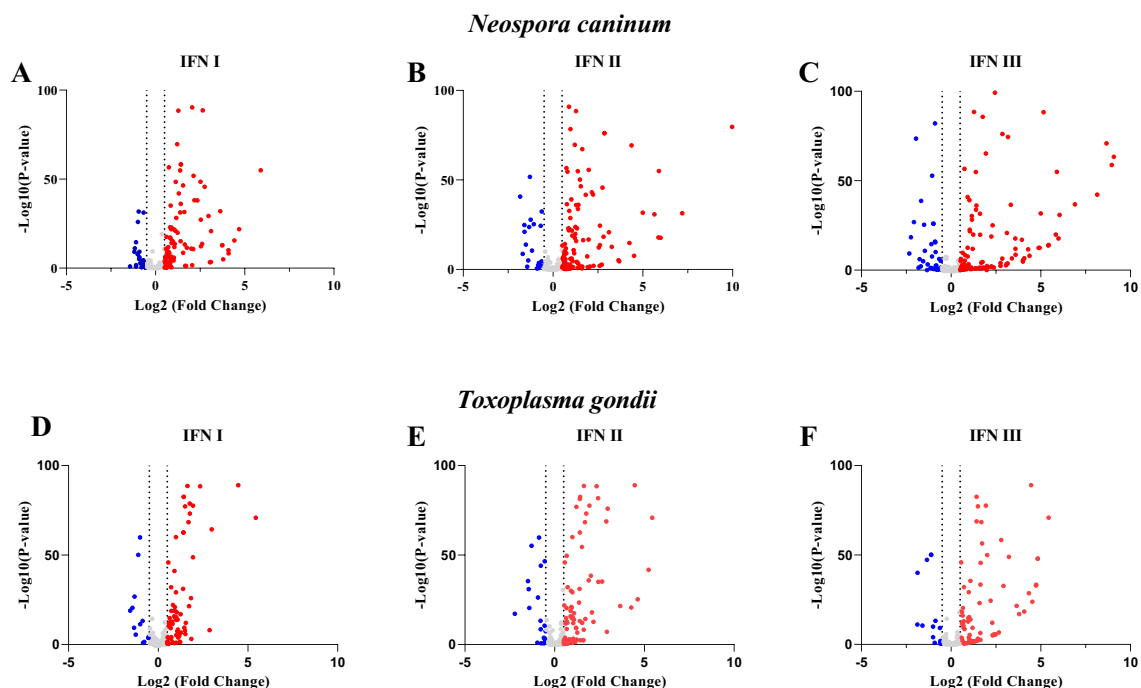 Neospora caninum
A
IFN I
B
IFN II
C
IFN III
100
50
0
-5
0
5
10
-Log10(P-value)
Log2 (Fold Change)
100
50
0
-5
0
5
10
-Log10(P-value)
Log2 (Fold Change)
100
50
0
-5
0
5
10
-Log10(P-value)
Log2 (Fold Change)
Toxoplasma gondii
D
IFN I
E
IFN II
F
IFN III
100
50
0
-5
0
5
10
-Log10(P-value)
Log2 (Fold Change)
100
50
0
-5
0
5
10
-Log10(P-value)
Log2 (Fold Change)
100
50
0
-5
0
5
10
-Log10(P-value)
Log2 (Fold Change)